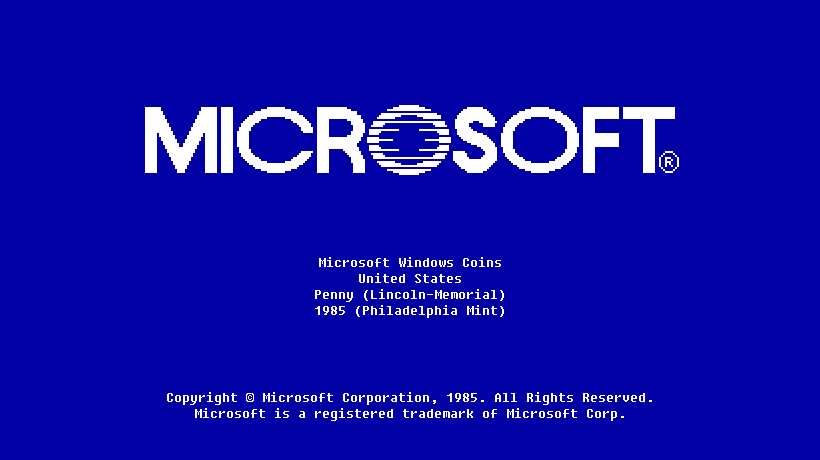 MICROSOFT®
Microsoft Windows Coins
United States
Penny (Lincoln-Memorial)
1985 (Philadelphia Mint)
Copyright © Microsoft Corporation, 1985. All Rights Reserved.
Microsoft is a registered trademark of Microsoft Corp.